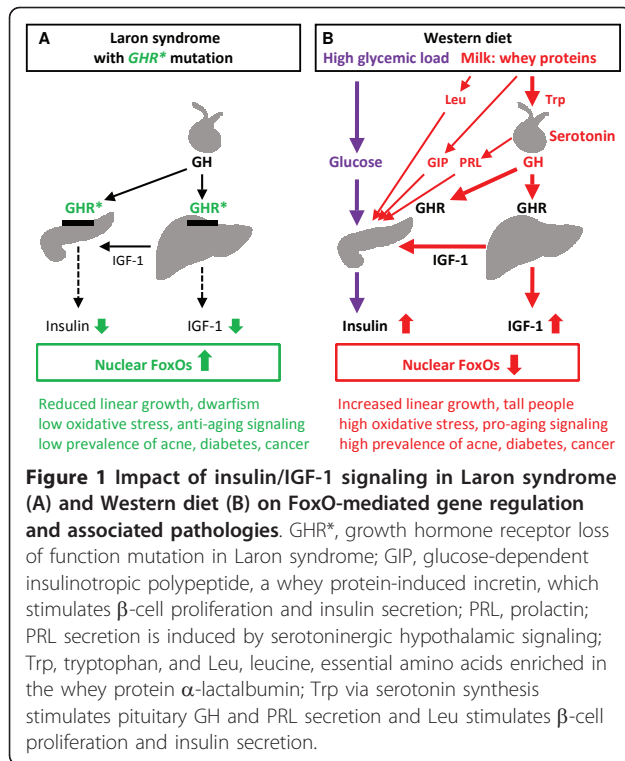 A
Laron syndrome
with GHR* mutation
GH
GHR*
GHR*
IGF-1
Insulin
IGF-1
Nuclear FoxOs
Reduced linear growth, dwarfism
low oxidative stress, anti-aging signaling
low prevalence of acne, diabetes, cancer
B
Western diet
High glycemic load Milk: whey proteins
Leu
Trp
Serotonin
Glucose
GIP
PRL
GH
GHR
GHR
IGF-1
Insulin
IGF-1
Nuclear FoxOs
Increased linear growth, tall people
high oxidative stress, pro-aging signaling
high prevalence of acne, diabetes, cancer
Figure 1 Impact of insulin/IGF-1 signaling in Laron syndrome
(A) and Western diet (B) on FoxO-mediated gene regulation
and associated pathologies. GHR*, growth hormone receptor loss
of function mutation in Laron syndrome; GIP, glucose-dependent
insulinotropic polypeptide, a whey protein-induced incretin, which
stimulates β-cell proliferation and insulin secretion; PRL, prolactin;
PRL secretion is induced by serotoninergic hypothalamic signaling;
Trp, tryptophan, and Leu, leucine, essential amino acids enriched in
the whey protein α-lactalbumin; Trp via serotonin synthesis
stimulates pituitary GH and PRL secretion and Leu stimulates β-cell
proliferation and insulin secretion.